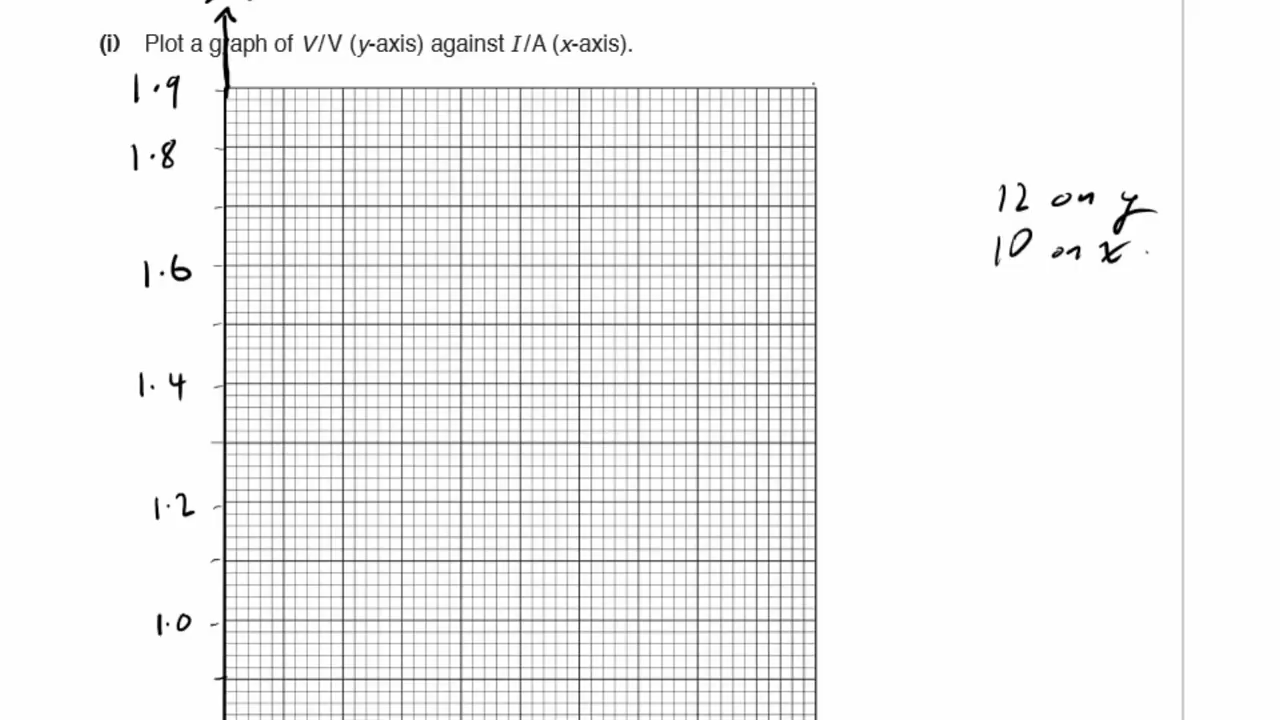 (i) Plot a graph of V/V (y-axis) against I/A (x-axis).
1.9
1.8
12 on y
10 on x.
1.6
1.4
1.2
1.0